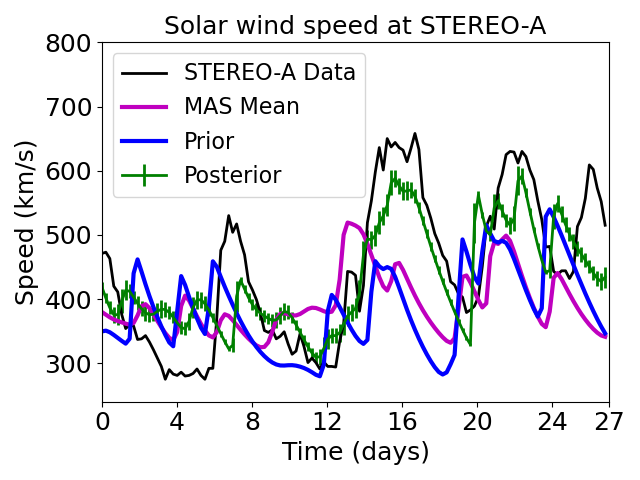 Solar wind speed at STEREO-A
800
700
600
500
400
300
Speed (km/s)
STEREO-A Data
MAS Mean
Prior
Posterior
0 4 8 12 16 20 24 27
Time (days)